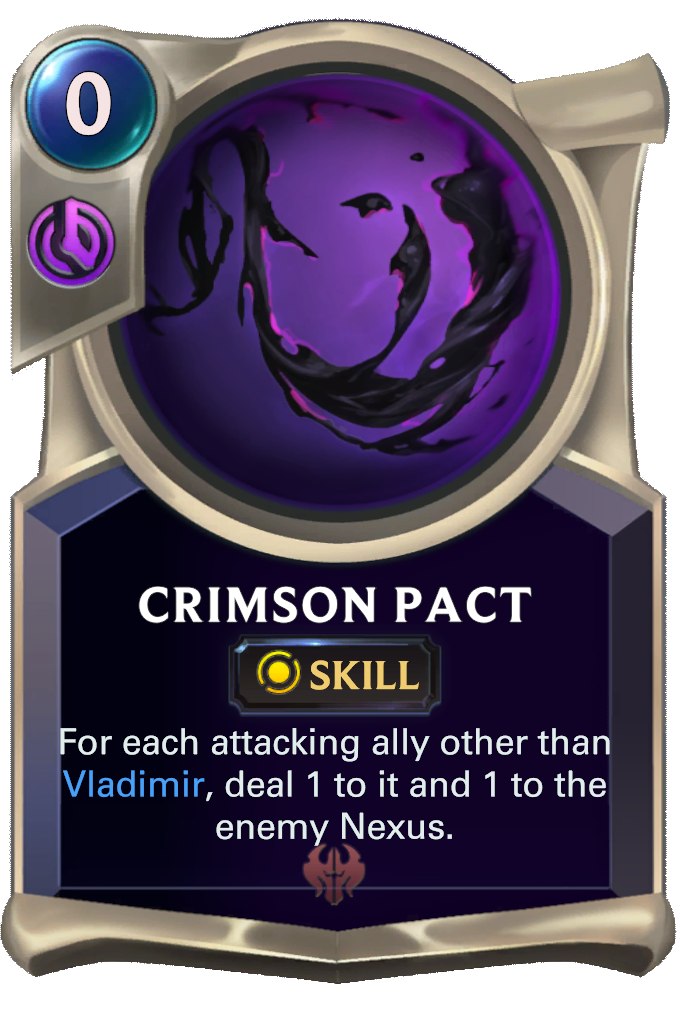 0
CRIMSON PACT
SKILL
For each attacking ally other than
Vladimir, deal 1 to it and 1 to the
enemy Nexus.